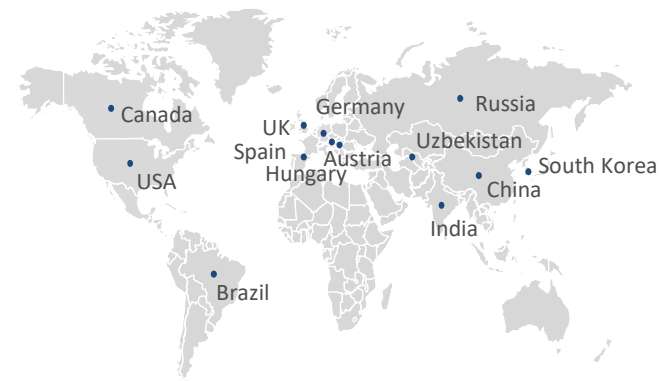 Canada
USA
Brazil
UK
Spain
Germany
Austria
Hungary
Russia
Uzbekistan
South Korea
China
India